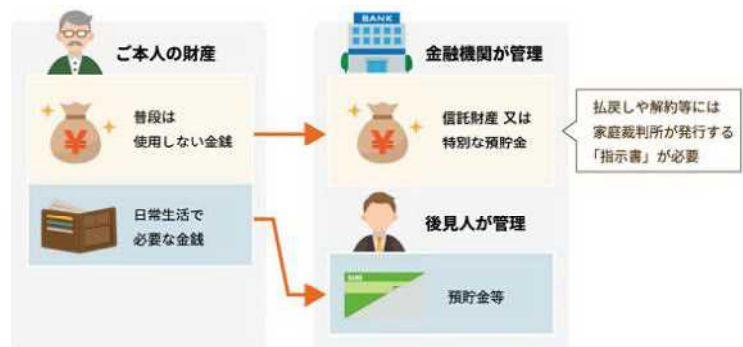 ご本人の財産
普段は
使用しない金銭
¥
日常生活で
必要な金銭
BANK
金融機関が管理
¥
信託財産 又は
特別な預貯金
払戻しや解約等には
家庭裁判所が発行する
「指示書」が必要
後見人が管理
BANK
預貯金等